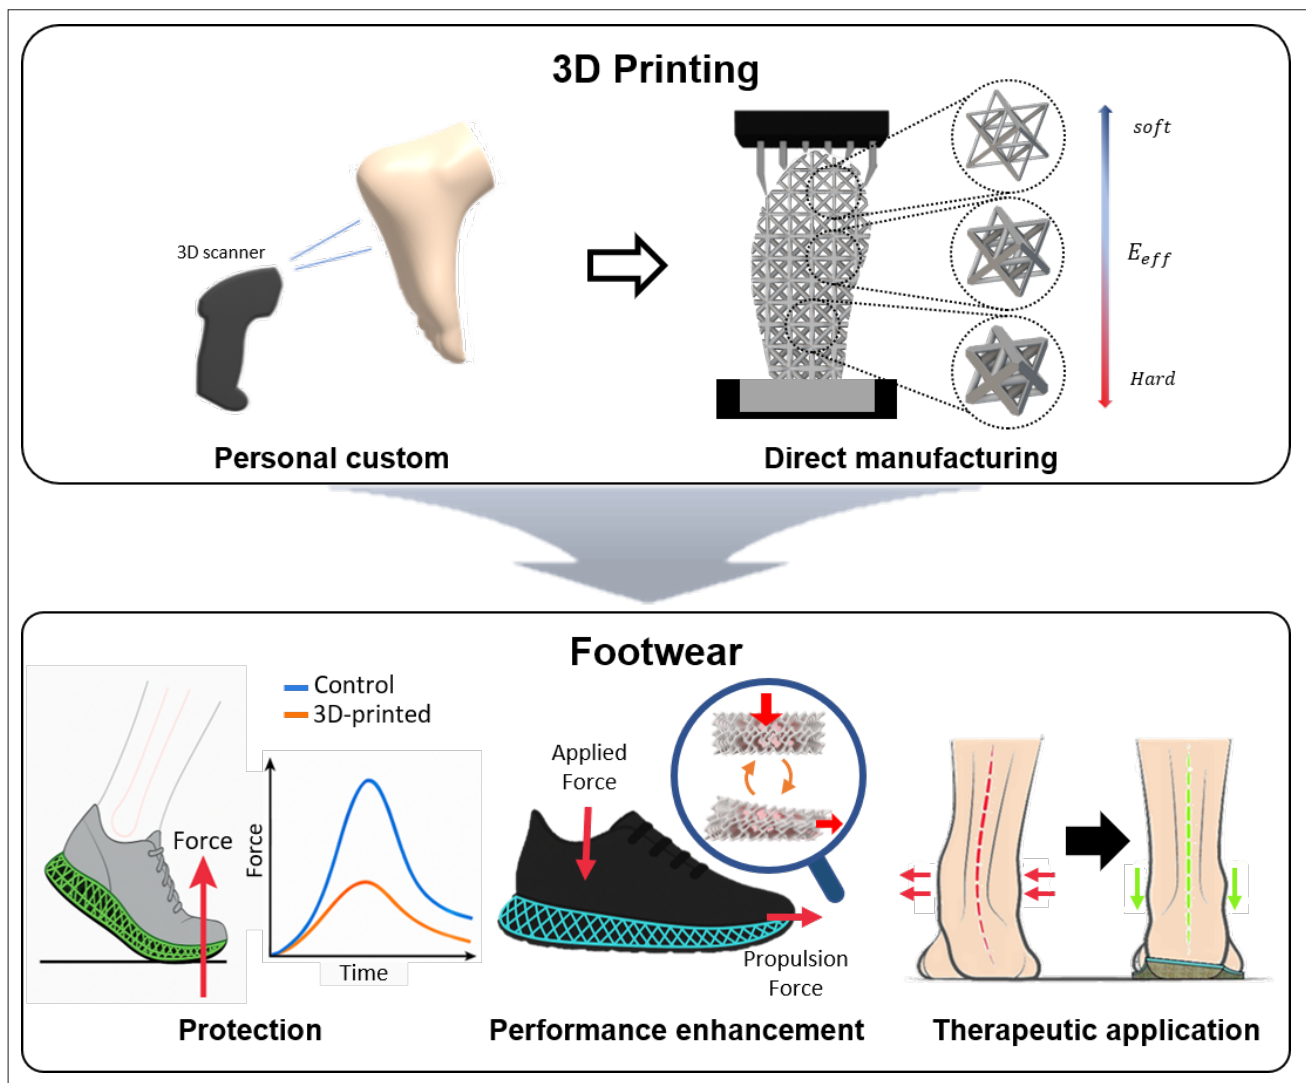 3D Printing
3D scanner
soft
E_eff
Hard
Personal custom
Direct manufacturing
Footwear
Control
3D-printed
Force
Force
Time
Applied
Force
Propulsion
Force
Protection
Performance enhancement
Therapeutic application